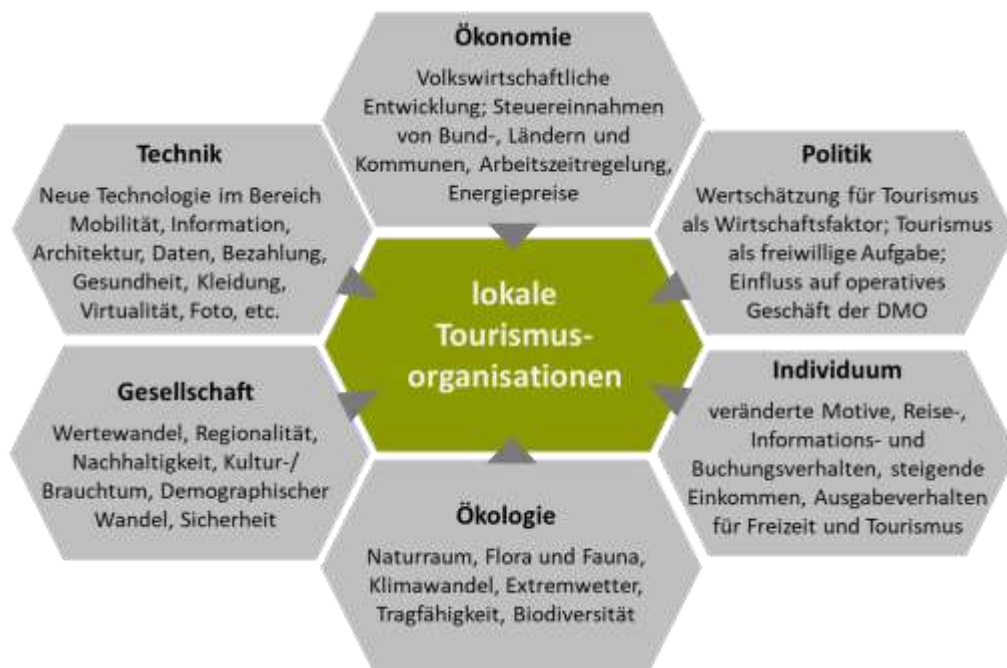 Ökonomie
Volkswirtschaftliche
Entwicklung; Steuereinnahmen
von Bund-, Ländern und
Kommunen, Arbeitszeitregelung,
Energiepreise
Technik
Neue Technologie im Bereich
Mobilität, Information,
Architektur, Daten, Bezahlung,
Gesundheit, Kleidung,
Virtualität, Foto, etc.
Politik
Wertschätzung für Tourismus
als Wirtschaftsfaktor; Tourismus
als freiwillige Aufgabe;
Einfluss auf operatives
Geschäft der DMO
lokale
Tourismus-
organisationen
Gesellschaft
Wertewandel, Regionalität,
Nachhaltigkeit, Kultur-/
Brauchtum, Demographischer
Wandel, Sicherheit
Individuum
veränderte Motive, Reise-,
Informations- und
Buchungsverhalten, steigende
Einkommen, Ausgabeverhalten
für Freizeit und Tourismus
Ökologie
Naturraum, Flora und Fauna,
Klimawandel, Extremwetter,
Tragfähigkeit, Biodiversität